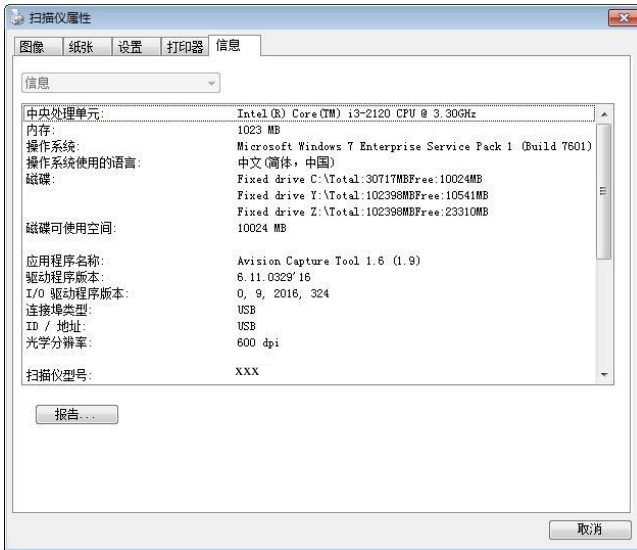 扫描仪属性
图像 纸张 设置 打印器 信息
信息
中央处理单元: Intel(R) Core(TM) i3-2120 CPU @ 3.30GHz
内存: 1023 MB
操作系统: Microsoft Windows 7 Enterprise Service Pack 1 (Build 7601)
操作系统使用的语言: 中文(简体，中国)
磁碟: Fixed drive C:\Total:30717MBFree:10024MB
Fixed drive Y:\Total:102398MBFree:10541MB
Fixed drive Z:\Total:102398MBFree:23310MB
磁碟可使用空间: 10024 MB
应用程序名称: Avision Capture Tool 1.6 (1.9)
驱动程序版本: 6.11.0329'16
I/O 驱动程序版本: 0, 9, 2016, 324
连接埠类型: USB
ID / 地址: USB
光学分辨率: 600 dpi
扫描仪型号: XXX
报告...
取消